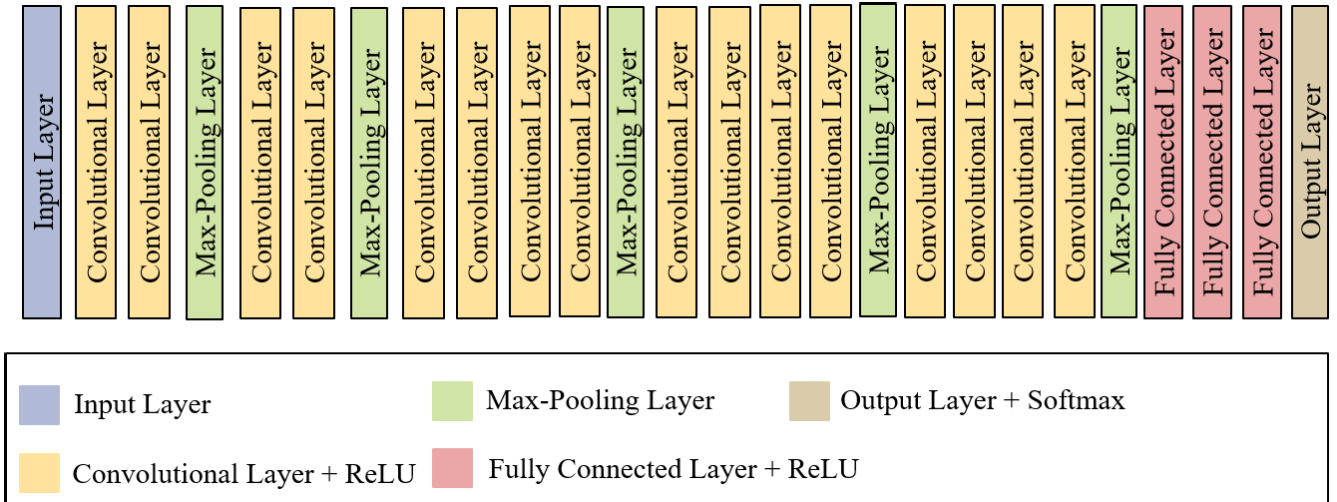 Input Layer
Convolutional Layer
Convolutional Layer
Max-Pooling Layer
Convolutional Layer
Convolutional Layer
Max-Pooling Layer
Convolutional Layer
Convolutional Layer
Convolutional Layer
Convolutional Layer
Max-Pooling Layer
Convolutional Layer
Convolutional Layer
Convolutional Layer
Convolutional Layer
Max-Pooling Layer
Convolutional Layer
Convolutional Layer
Convolutional Layer
Convolutional Layer
Max-Pooling Layer
Fully Connected Layer
Fully Connected Layer
Fully Connected Layer
Output Layer
Input Layer
Max-Pooling Layer
Output Layer + Softmax
Convolutional Layer + ReLU
Fully Connected Layer + ReLU